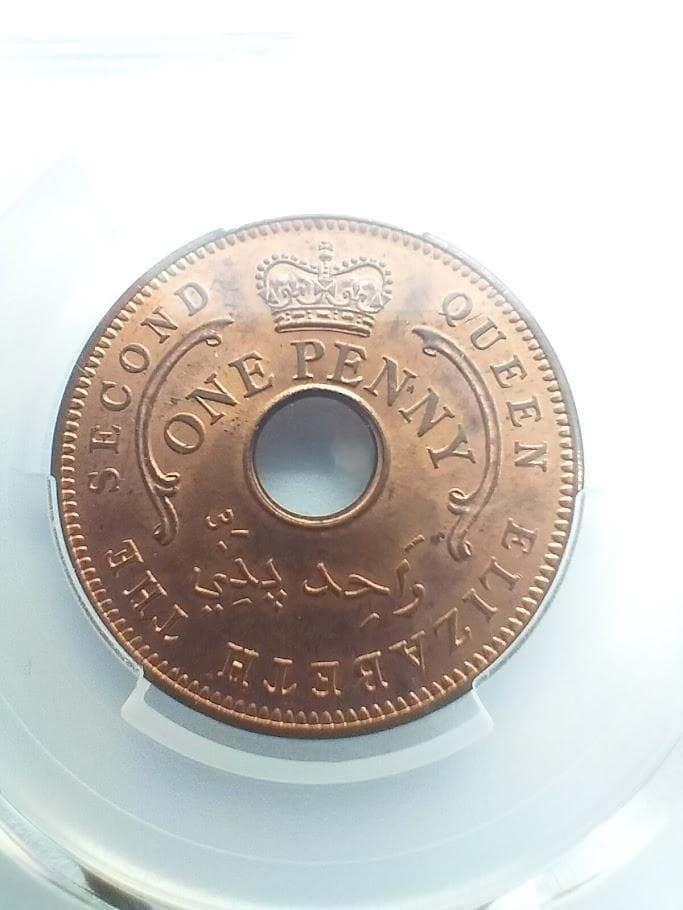 QUEEN ELIZABETH THE SECOND
ONE PENNY
وَحِد